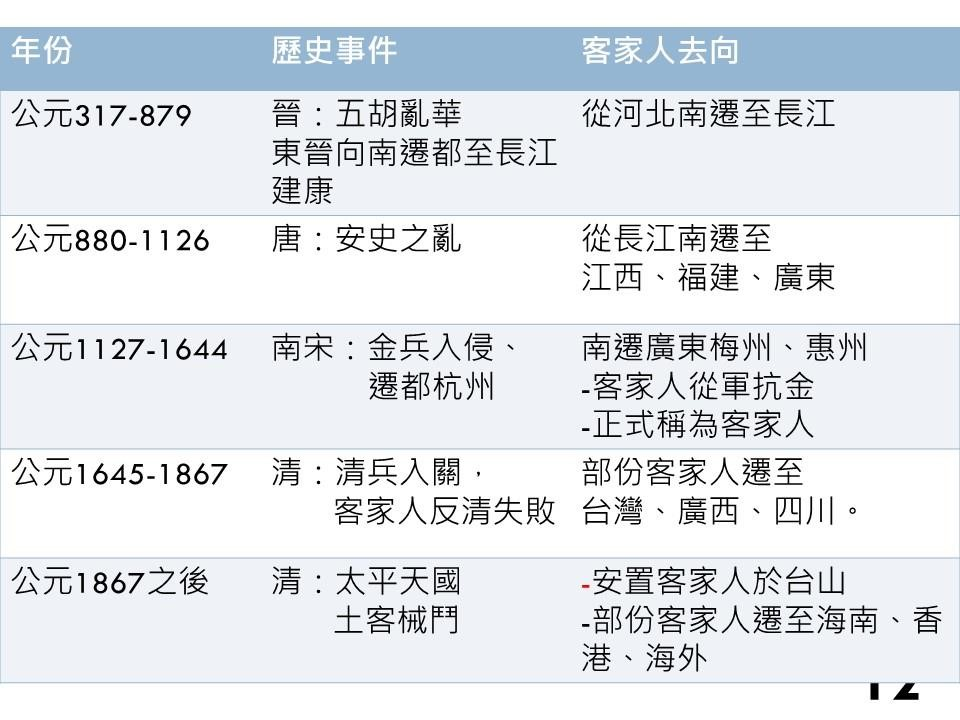 年份 歷史事件 客家人去向
公元317-879 晉：五胡亂華 從河北南遷至長江
東晉向南遷都至長江
建康
公元880-1126 唐：安史之亂 從長江南遷至
江西、福建、廣東
公元1127-1644 南宋：金兵入侵、 南遷廣東梅州、惠州
遷都杭州 -客家人從軍抗金
-正式稱為客家人
公元1645-1867 清：清兵入關， 部份客家人遷至
客家人反清失敗 台灣、廣西、四川。
公元1867之後 清：太平天國 -安置客家人於台山
土客械鬥 -部份客家人遷至海南、香
港、海外
12